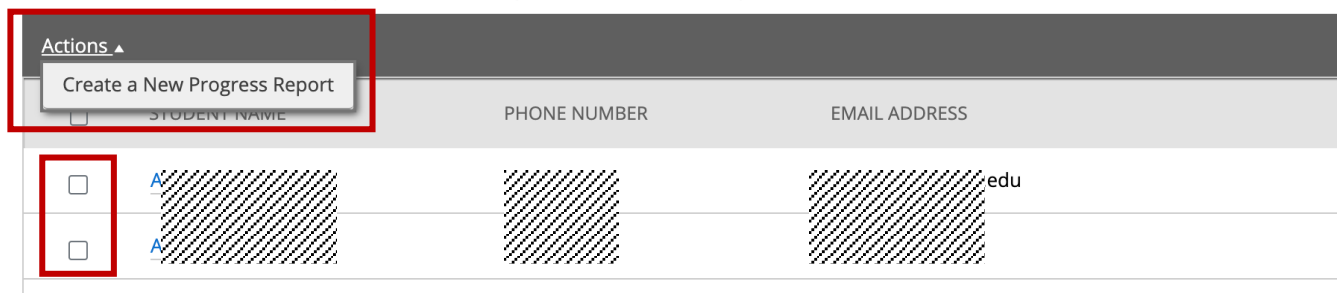 Actions ▲
Create a New Progress Report
STUDENT NAME PHONE NUMBER EMAIL ADDRESS
A edu
A